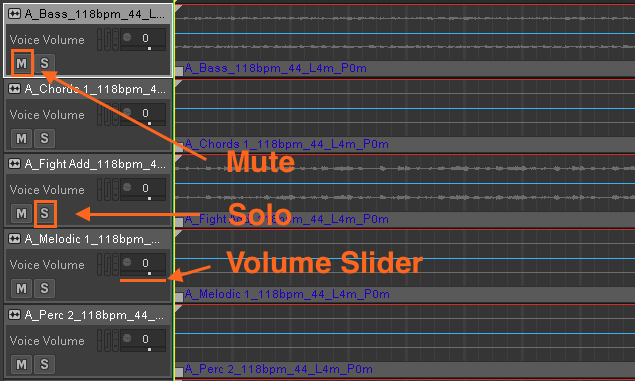 A_Bass_118bpm_44_L...
Voice Volume 0
M S
A_Bass_118bpm_44_L4m_P0m
A_Chords 1_118bpm_4...
Voice Volume 0
M S
A_Chords 1_118bpm_44_L4m_P0m
Mute
A_Fight Add_118bpm_4...
Voice Volume 0
M S
Solo
A_Fight Add_118bpm_44_L4m_P0m
A_Melodic 1_118bpm_...
Voice Volume 0
Volume Slider
M S
A_Melodic 1_118bpm_44_L4m_P0m
A_Perc 2_118bpm_44_...
Voice Volume 0
M S
A_Perc 2_118bpm_44_L4m_P0m